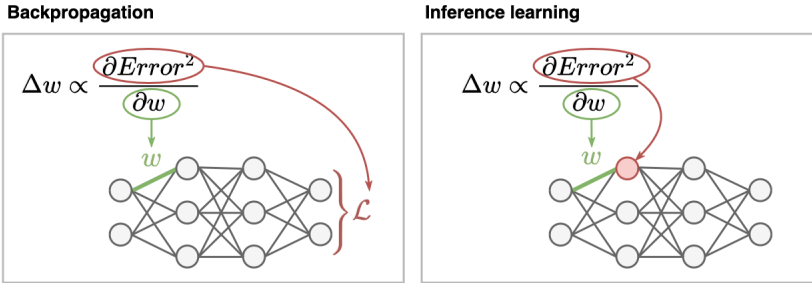 Backpropagation
Δw ∝ ∂Error² / ∂w
w
ℒ
Inference learning
Δw ∝ ∂Error² / ∂w
w